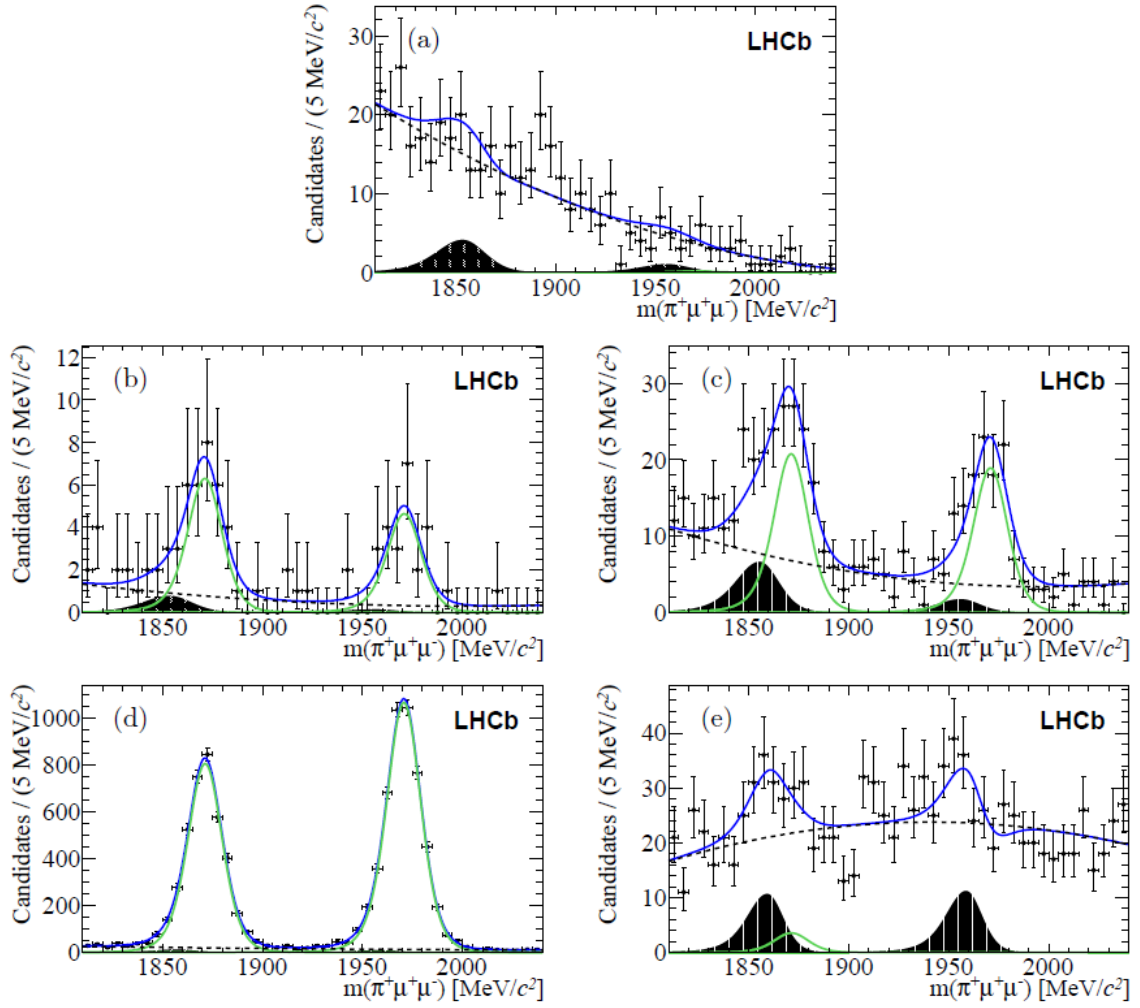 (a)
LHCb
Candidates / (5 MeV/c²)
30
20
10
0
1850
1900
1950
2000
m(π⁺μ⁺μ⁻) [MeV/c²]
(b)
LHCb
Candidates / (5 MeV/c²)
12
10
8
6
4
2
0
1850
1900
1950
2000
m(π⁺μ⁺μ⁻) [MeV/c²]
(c)
LHCb
Candidates / (5 MeV/c²)
30
20
10
0
1850
1900
1950
2000
m(π⁺μ⁺μ⁻) [MeV/c²]
(d)
LHCb
Candidates / (5 MeV/c²)
1000
800
600
400
200
0
1850
1900
1950
2000
m(π⁺μ⁺μ⁻) [MeV/c²]
(e)
LHCb
Candidates / (5 MeV/c²)
40
30
20
10
0
1850
1900
1950
2000
m(π⁺μ⁺μ⁻) [MeV/c²]